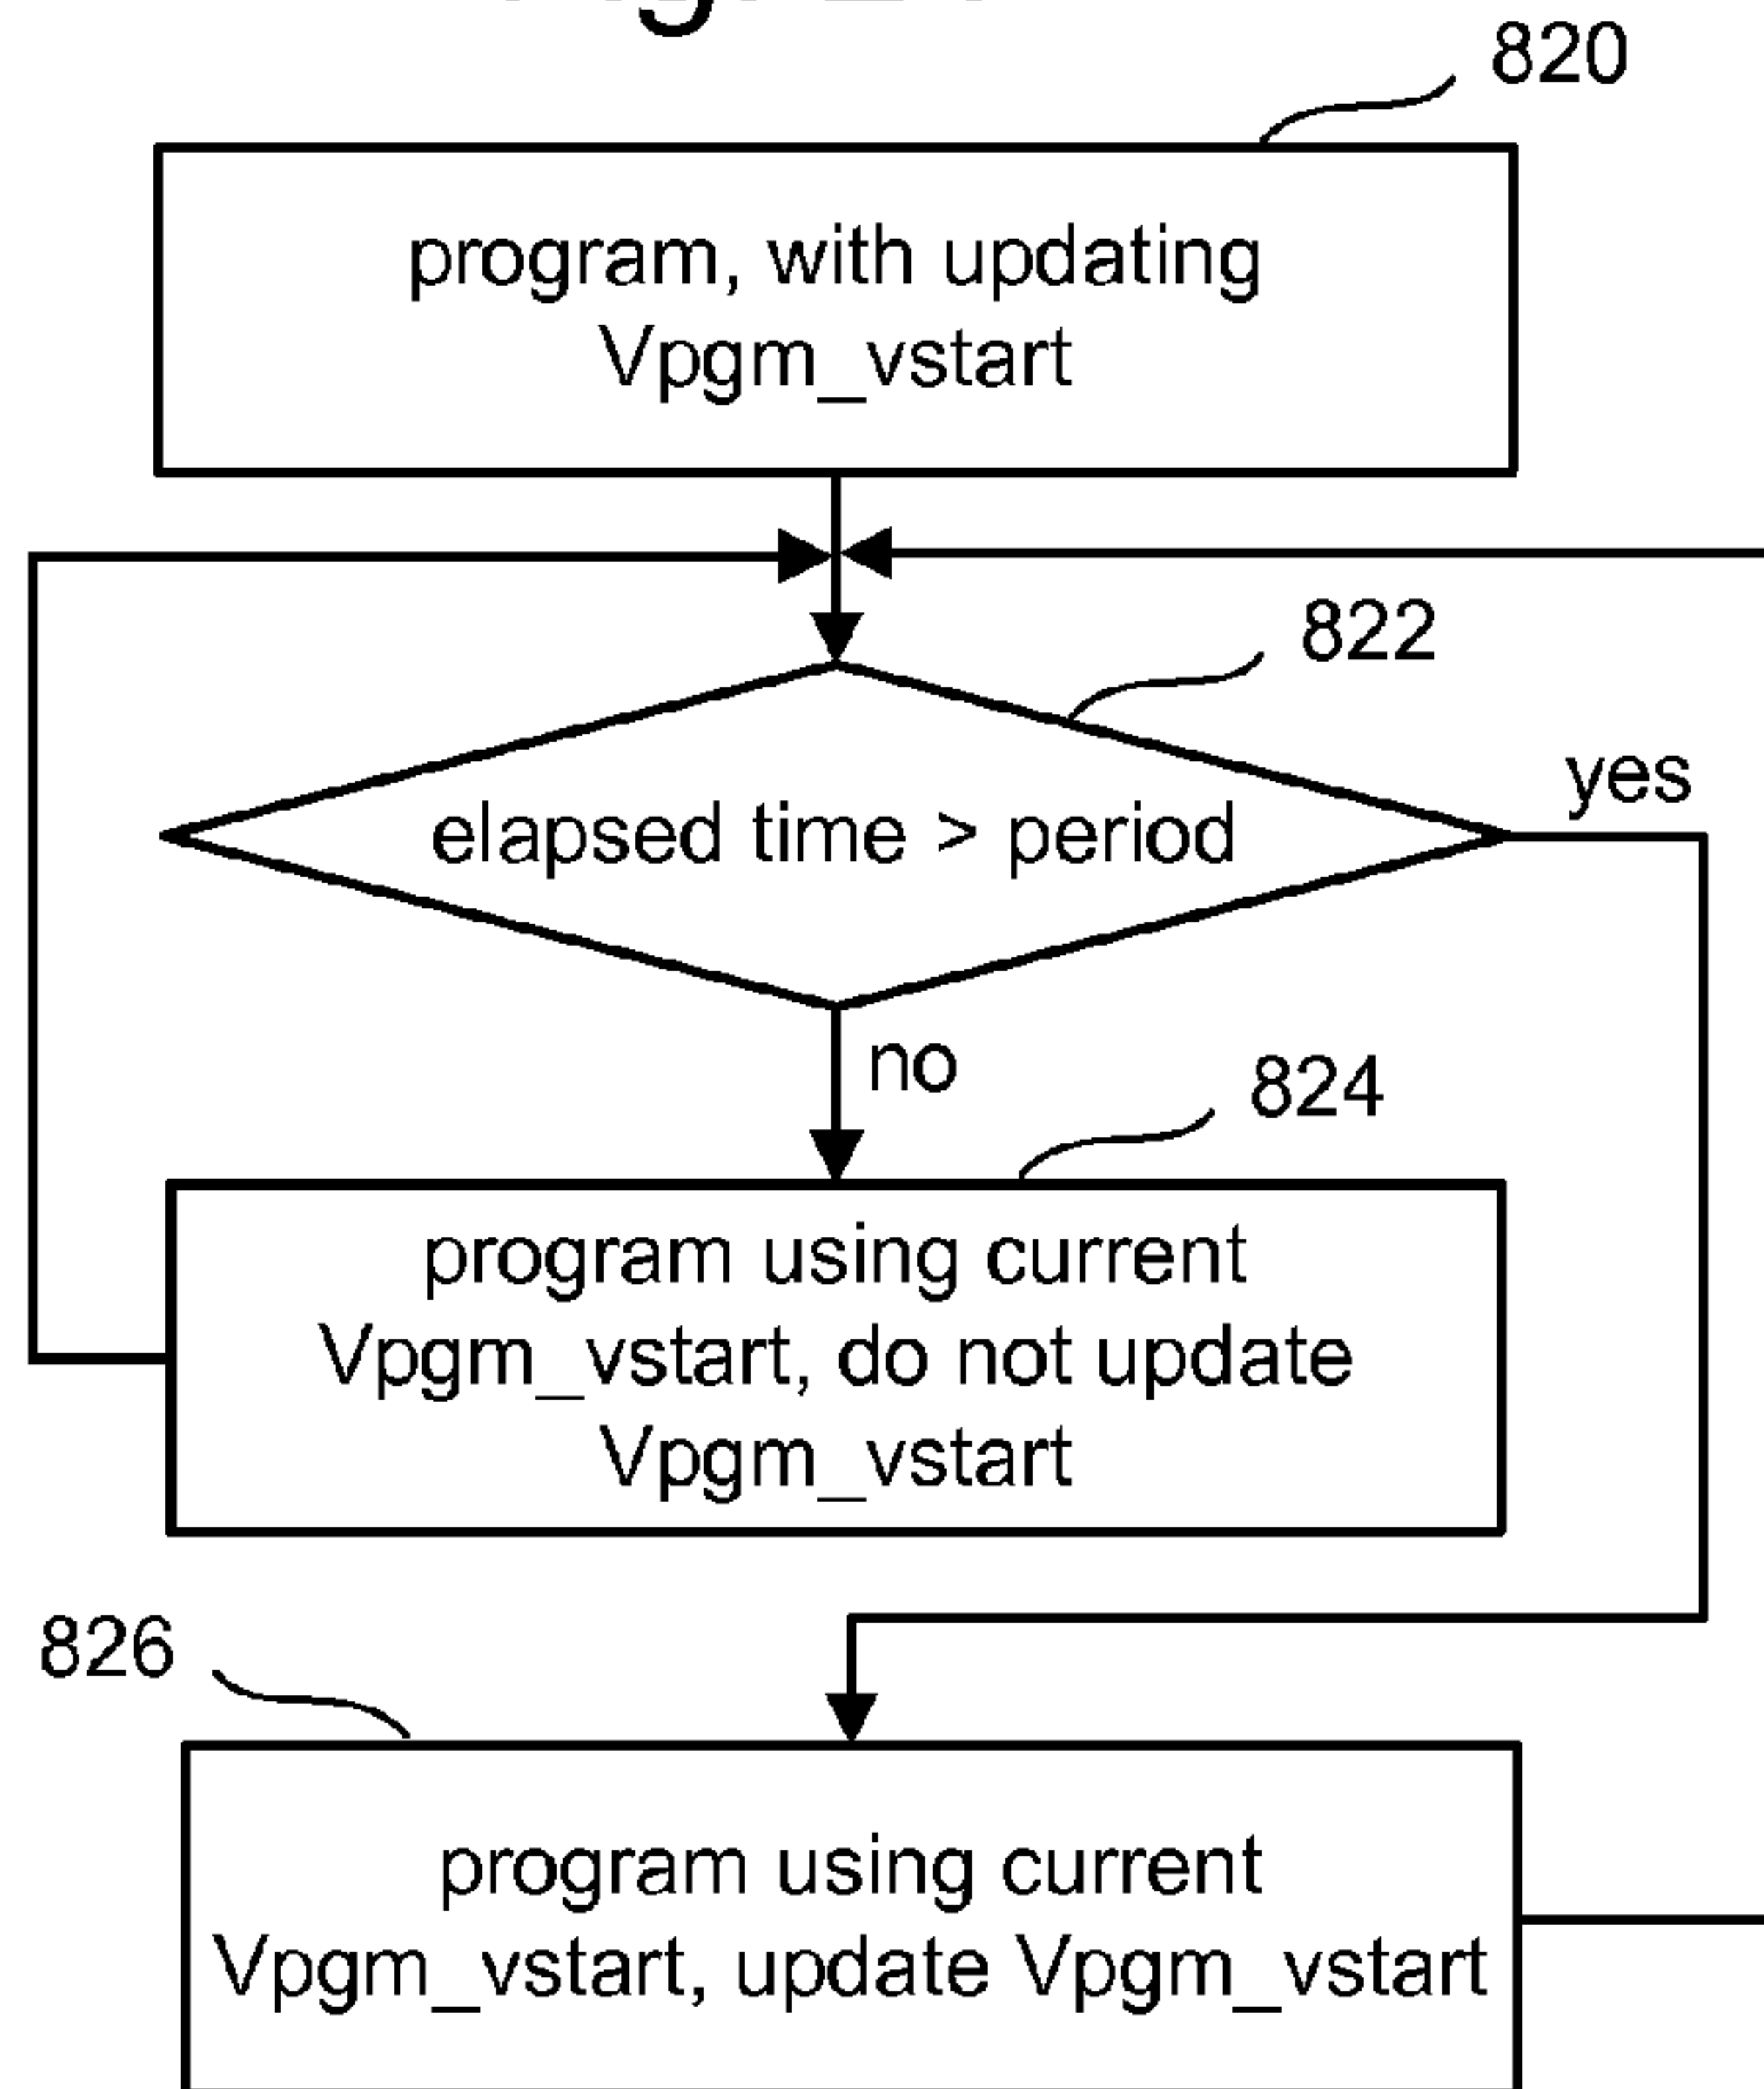 820
program, with updating
Vpgm_vstart
822
yes
elapsed time > period
no
824
program using current
Vpgm_vstart, do not update
Vpgm_vstart
826
program using current
Vpgm_vstart, update Vpgm_vstart